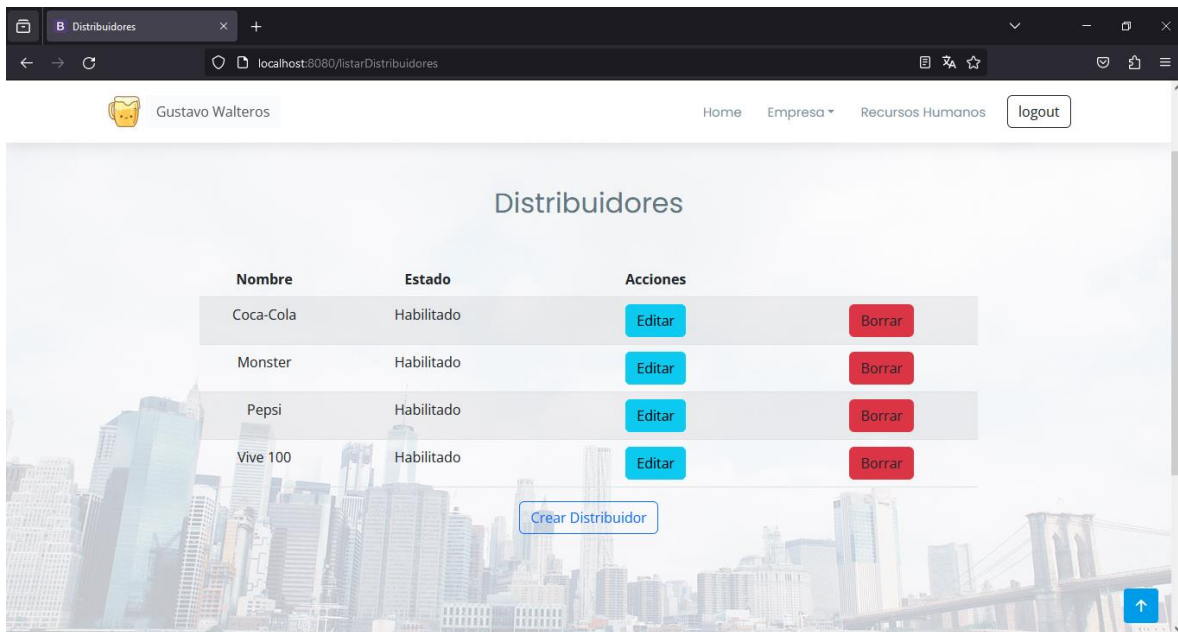 B Distribuidores
localhost:8080/listarDistribuidores
Gustavo Walteros Home Empresa Recursos Humanos logout
Distribuidores
Nombre Estado Acciones
Coca-Cola Habilitado Editar Borrar
Monster Habilitado Editar Borrar
Pepsi Habilitado Editar Borrar
Vive 100 Habilitado Editar Borrar
Crear Distribuidor